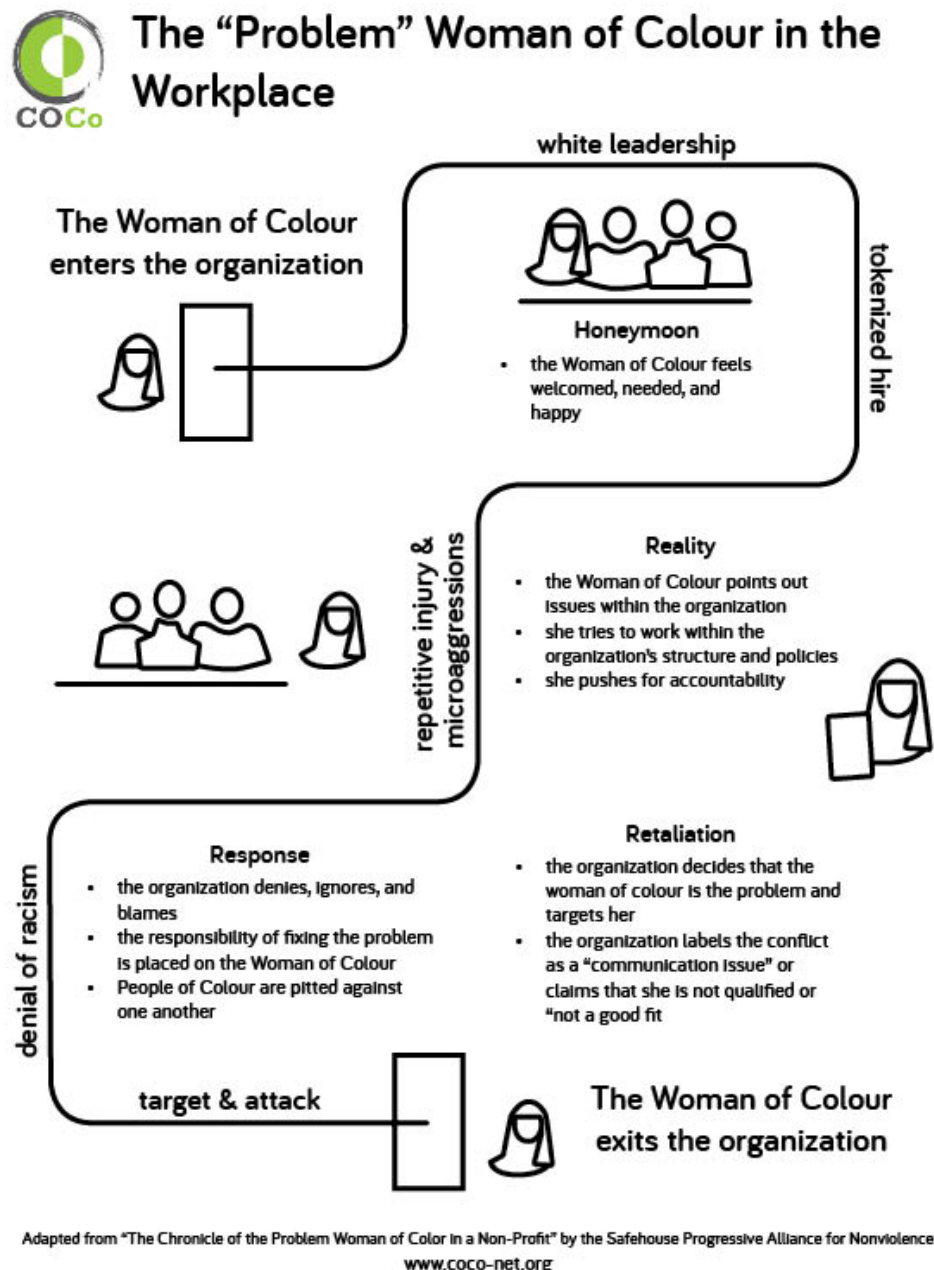 The “Problem” Woman of Colour in the
Workplace
COCo
white leadership
The Woman of Colour
enters the organization
tokenized hire
Honeymoon
▪ the Woman of Colour feels
welcomed, needed, and
happy
repetitive injury &
microaggressions
Reality
▪ the Woman of Colour points out
issues within the organization
▪ she tries to work within the
organization’s structure and policies
▪ she pushes for accountability
denial of racism
Response
▪ the organization denies, ignores, and
blames
▪ the responsibility of fixing the problem
is placed on the Woman of Colour
▪ People of Colour are pitted against
one another
Retaliation
▪ the organization decides that the
woman of colour is the problem and
targets her
▪ the organization labels the conflict
as a “communication issue” or
claims that she is not qualified or
“not a good fit
target & attack
The Woman of Colour
exits the organization
Adapted from “The Chronicle of the Problem Woman of Color in a Non-Profit” by the Safehouse Progressive Alliance for Nonviolence
www.coco-net.org